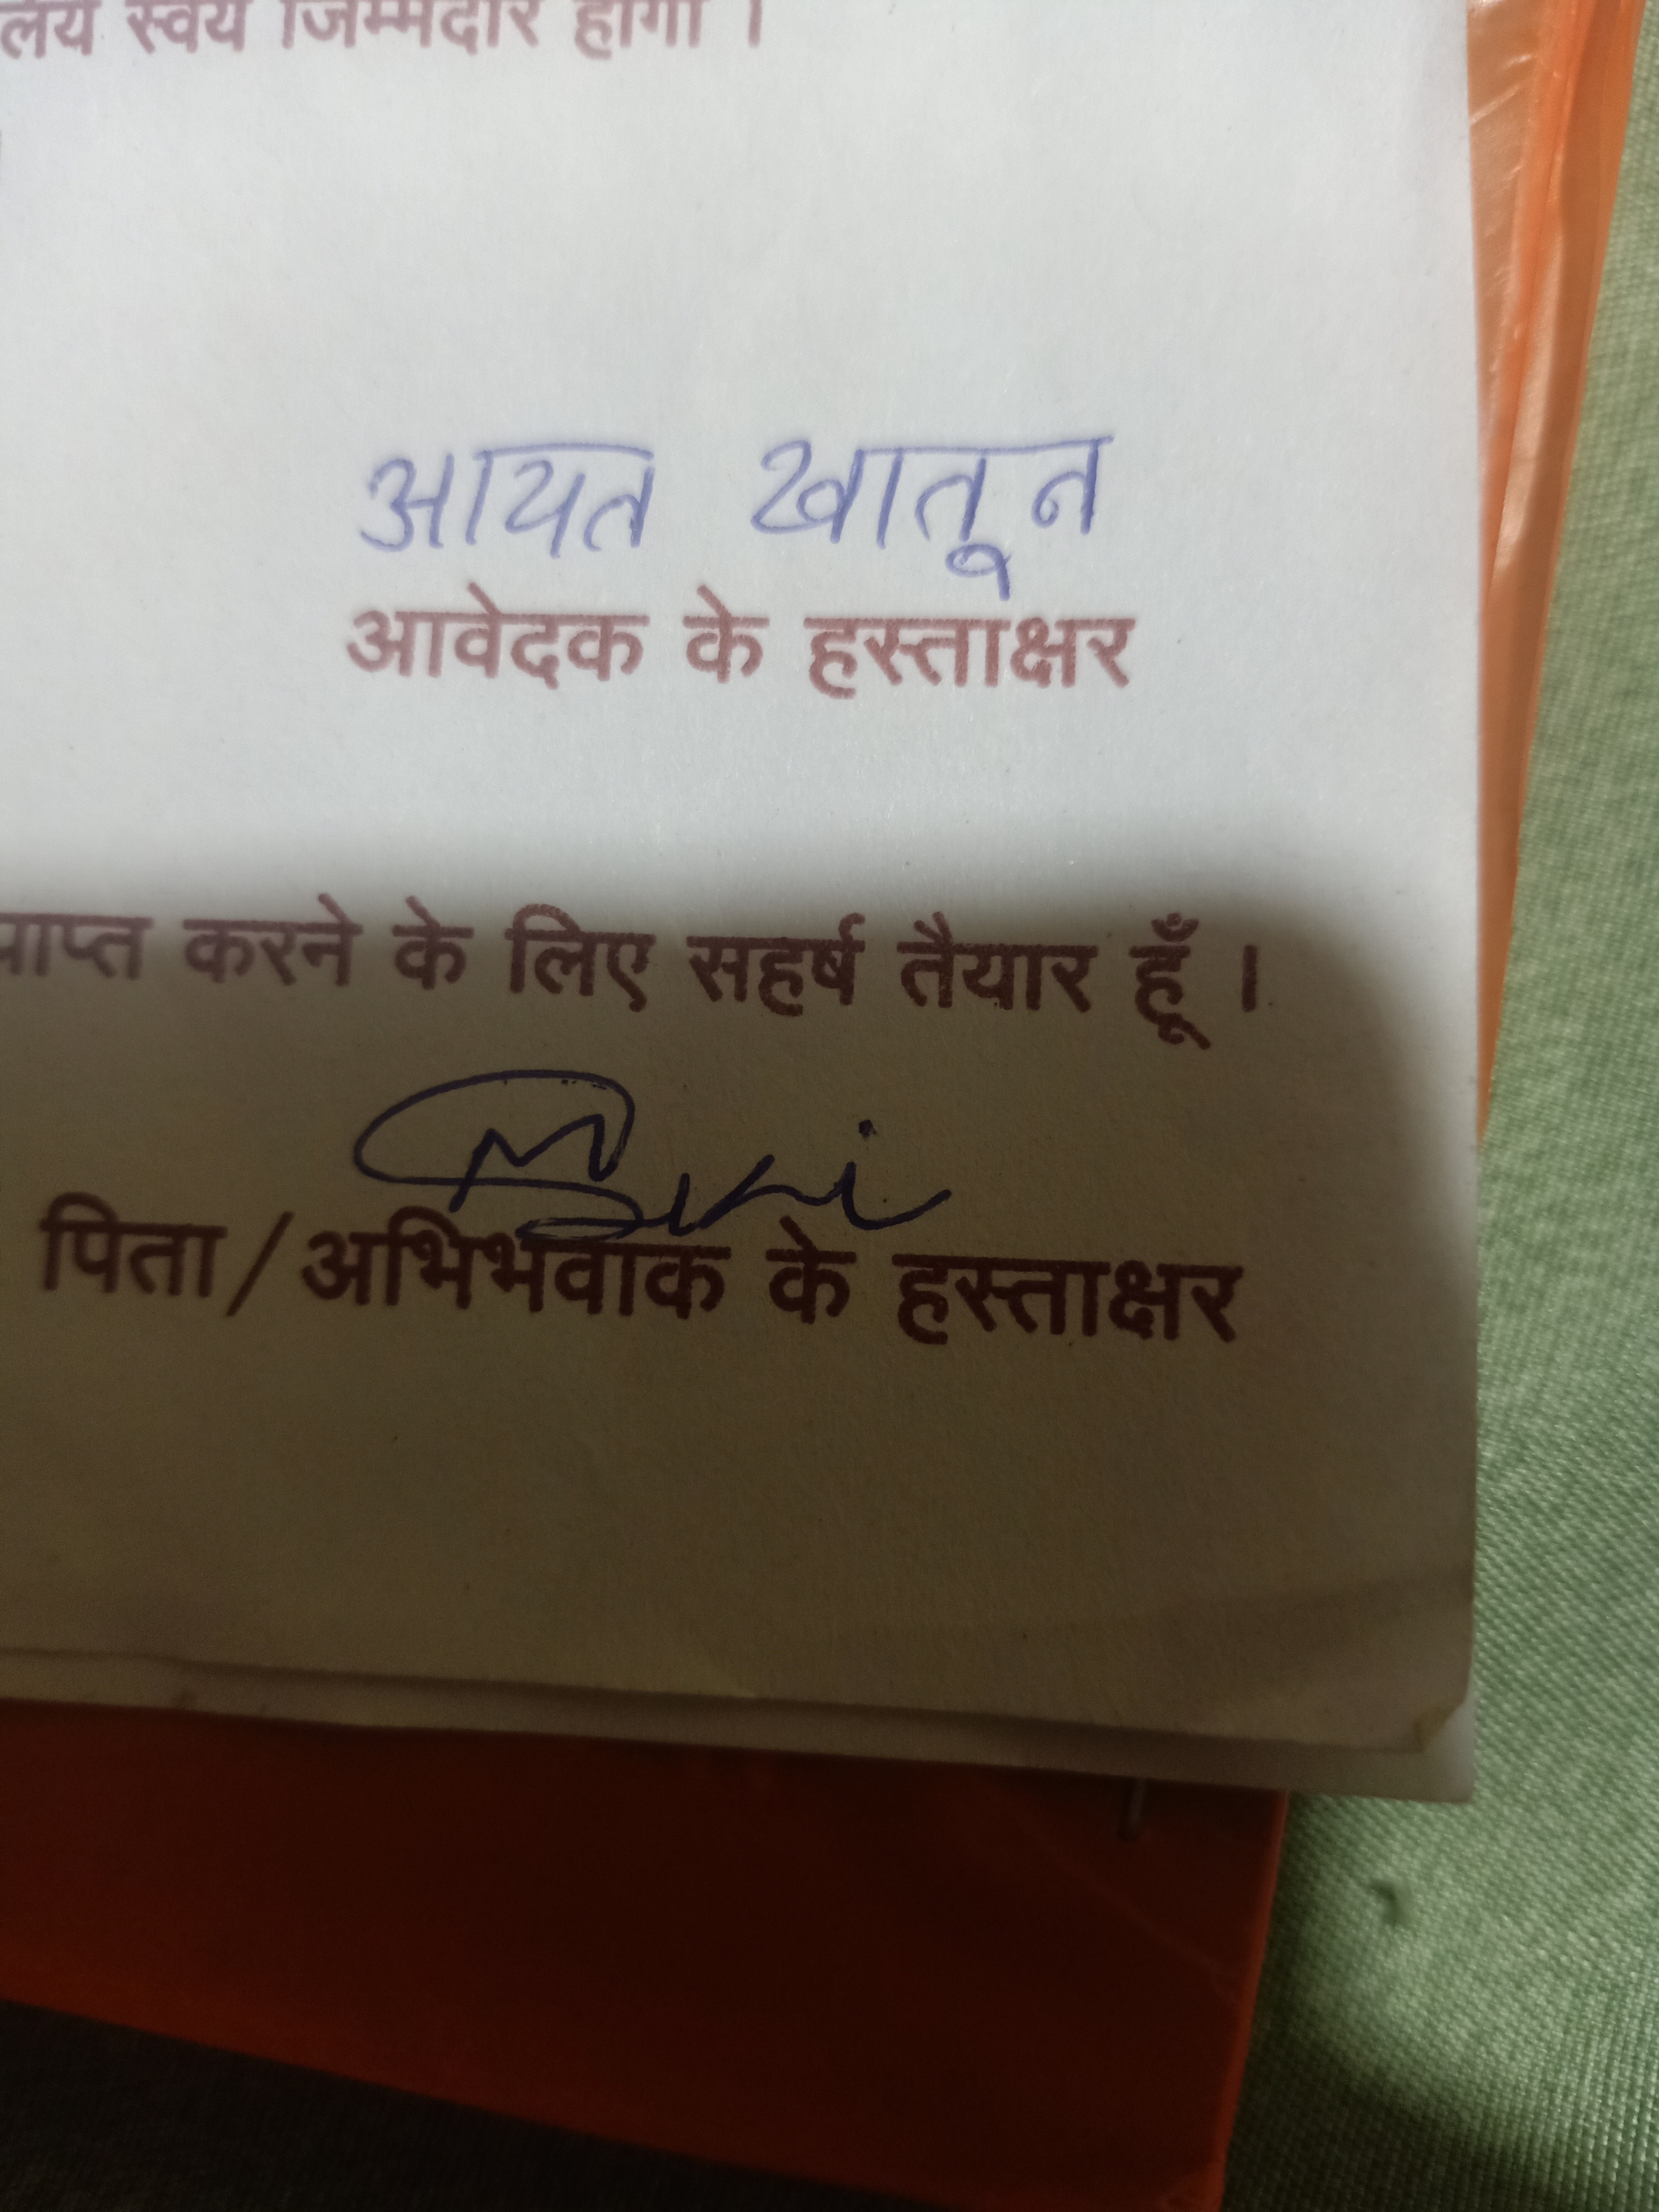 स्वयं जिम्मेदार होगा ।
आयत खातून
आवेदक के हस्ताक्षर
करने के लिए सहर्ष तैयार हूँ ।
पिता/अभिभवाक के हस्ताक्षर